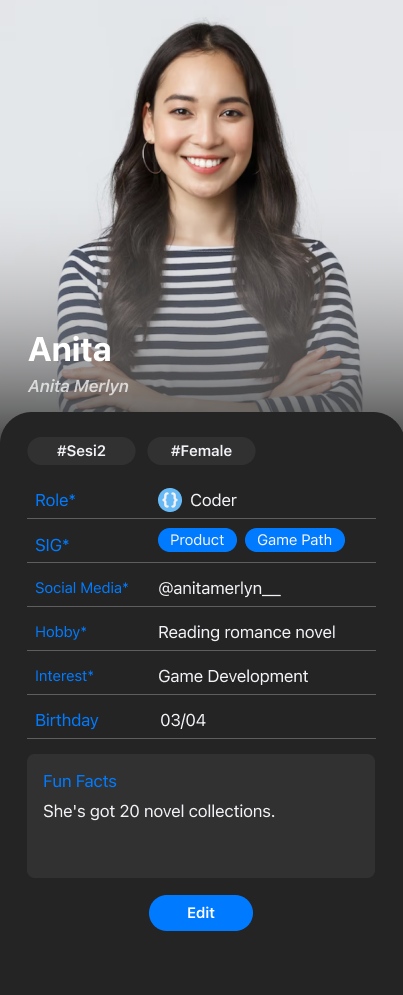 Anita
Anita Merlyn
#Sesi2 #Female
Role* {} Coder
SIG* Product Game Path
Social Media* @anitamerlyn__
Hobby* Reading romance novel
Interest* Game Development
Birthday 03/04
Fun Facts
She's got 20 novel collections.
Edit